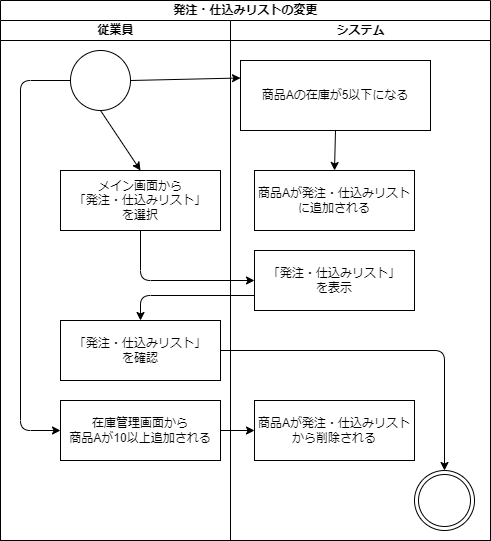 発注・仕込みリストの変更
従業員
システム
商品Aの在庫が5以下になる
メイン画面から
「発注・仕込みリスト」
を選択
商品Aが発注・仕込みリスト
に追加される
「発注・仕込みリスト」
を表示
「発注・仕込みリスト」
を確認
在庫管理画面から
商品Aが10以上追加される
商品Aが発注・仕込みリスト
から削除される